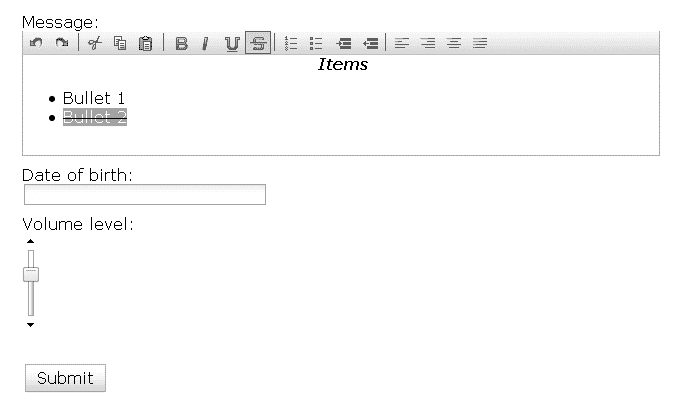 Message:
B I U S
Items
Bullet 1
Bullet 2
Date of birth:
Volume level:
Submit